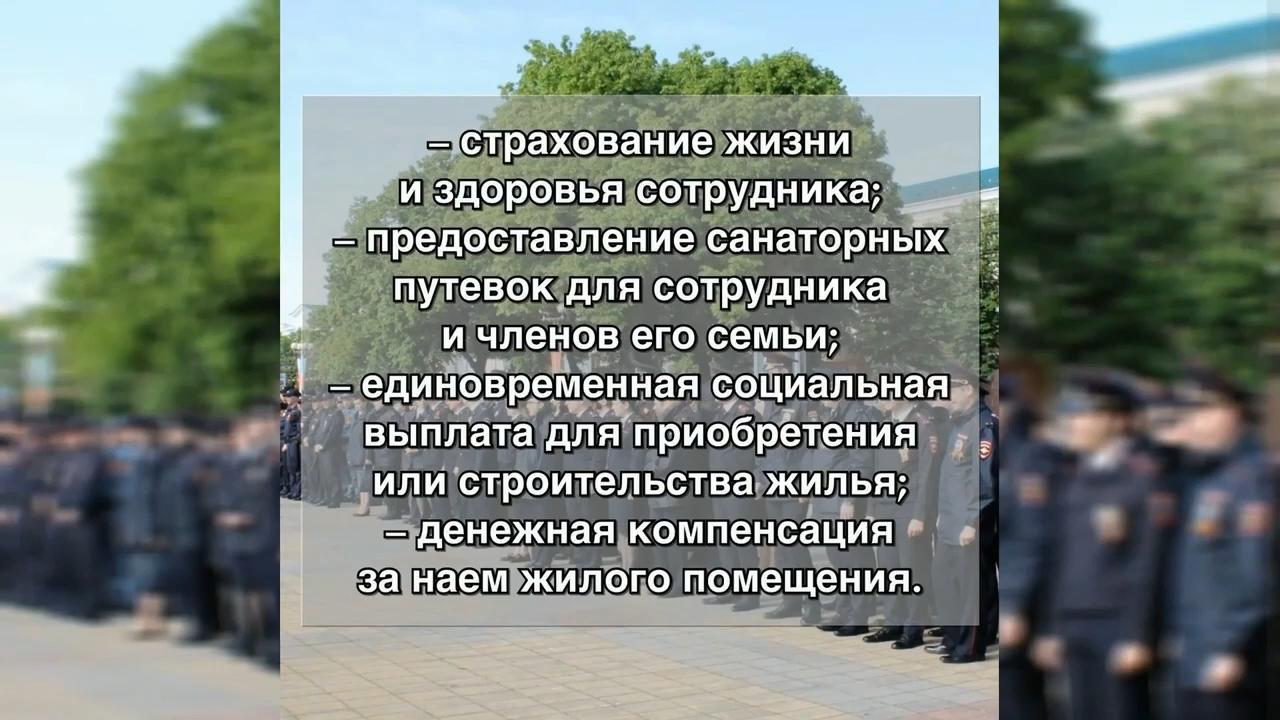 – страхование жизни
и здоровья сотрудника;
– предоставление санаторных
путевок для сотрудника
и членов его семьи;
– единовременная социальная
выплата для приобретения
или строительства жилья;
– денежная компенсация
за наем жилого помещения.